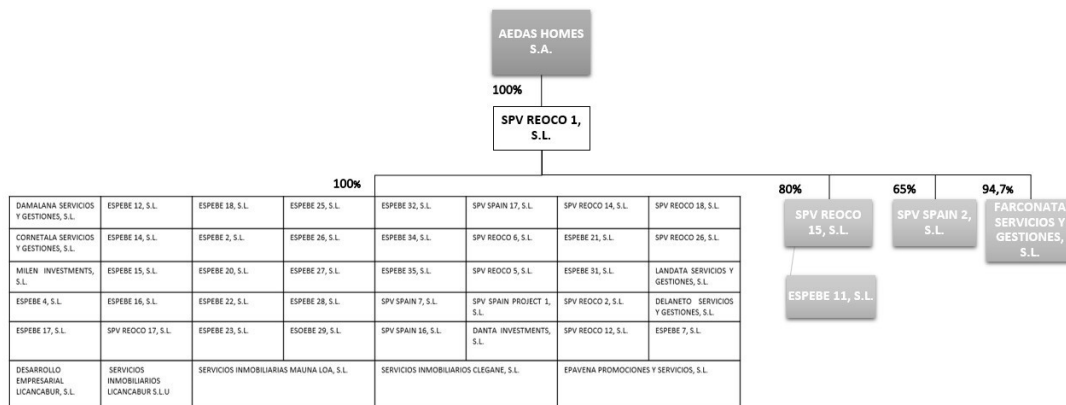 AEDAS HOMES
S.A.
100%
SPV REOCO 1,
S.L.
100%
80%
65%
94,7%
DAMALANA SERVICIOS
Y GESTIONES, S.L.
ESPEBE 12, S.L.
ESPEBE 18, S.L.
ESPEBE 25, S.L.
ESPEBE 32, S.L.
SPV SPAIN 17, S.L.
SPV REOCO 14, S.L.
SPV REOCO 18, S.L.
CORNETALA SERVICIOS
Y GESTIONES, S.L.
ESPEBE 14, S.L.
ESPEBE 2, S.L.
ESPEBE 26, S.L.
ESPEBE 34, S.L.
SPV REOCO 6, S.L.
ESPEBE 21, S.L.
SPV REOCO 26, S.L.
MILEN INVESTMENTS,
S.L.
ESPEBE 15, S.L.
ESPEBE 20, S.L.
ESPEBE 27, S.L.
ESPEBE 35, S.L.
SPV REOCO 5, S.L.
ESPEBE 31, S.L.
LANDATA SERVICIOS Y
GESTIONES, S.L.
ESPEBE 4, S.L.
ESPEBE 16, S.L.
ESPEBE 22, S.L.
ESPEBE 28, S.L.
SPV SPAIN 7, S.L.
SPV SPAIN PROJECT 1,
S.L.
SPV REOCO 2, S.L.
DELANETO SERVICIOS
Y GESTIONES, S.L.
ESPEBE 17, S.L.
SPV REOCO 17, S.L.
ESPEBE 23, S.L.
ESOEBE 29, S.L.
SPV SPAIN 16, S.L.
DANTA INVESTMENTS,
S.L.
SPV REOCO 12, S.L.
ESPEBE 7, S.L.
DESARROLLO
EMPRESARIAL
LICANCABUR, S.L.
SERVICIOS
INMOBILIARIOS
LICANCABUR S.L.U
SERVICIOS INMOBILIARIAS MAUNA LOA, S.L.
SERVICIOS INMOBILIARIOS CLEGANE, S.L.
EPAVENA PROMOCIONES Y SERVICIOS, S.L.
SPV REOCO
15, S.L.
SPV SPAIN 2,
S.L.
FARCONATA
SERVICIOS Y
GESTIONES,
S.L.
ESPEBE 11, S.L.